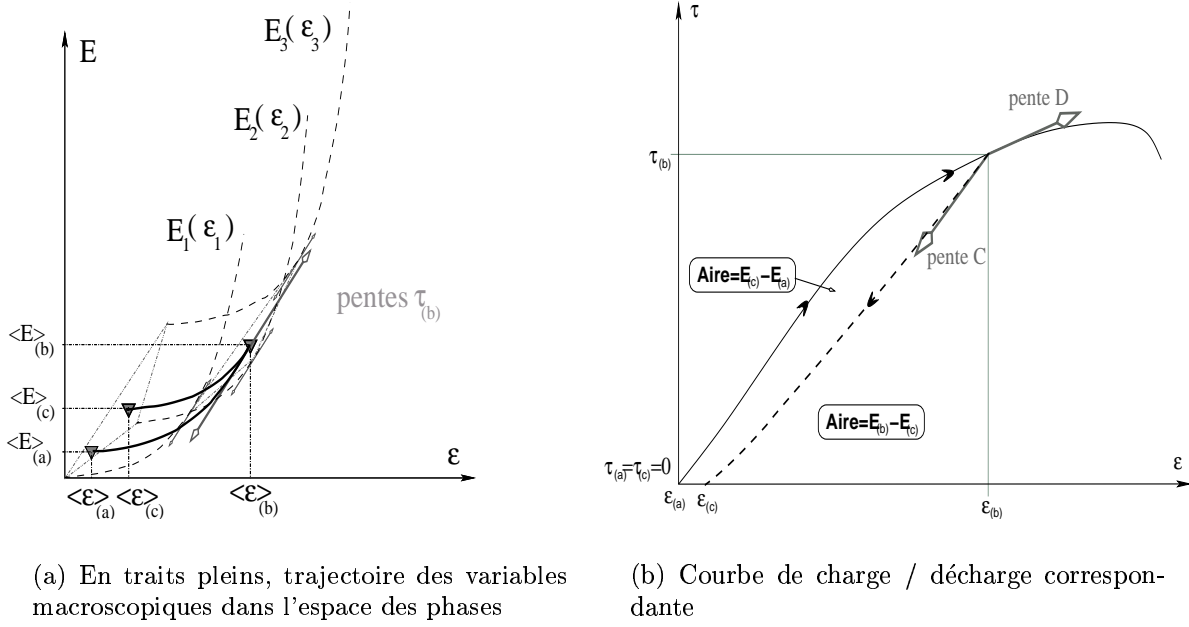 E
E₃(ε₃)
E₂(ε₂)
E₁(ε₁)
pentes τ(b)
<E>(b)
<E>(c)
<E>(a)
ε
<ε>(a) <ε>(c) <ε>(b)
τ
pente D
τ(b)
pente C
Aire=E(c)−E(a)
Aire=E(b)−E(c)
τ(a)=τ(c)=0
ε
ε(a) ε(c) ε(b)
(a) En traits pleins, trajectoire des variables
macroscopiques dans l'espace des phases
(b) Courbe de charge / décharge correspon-
dante